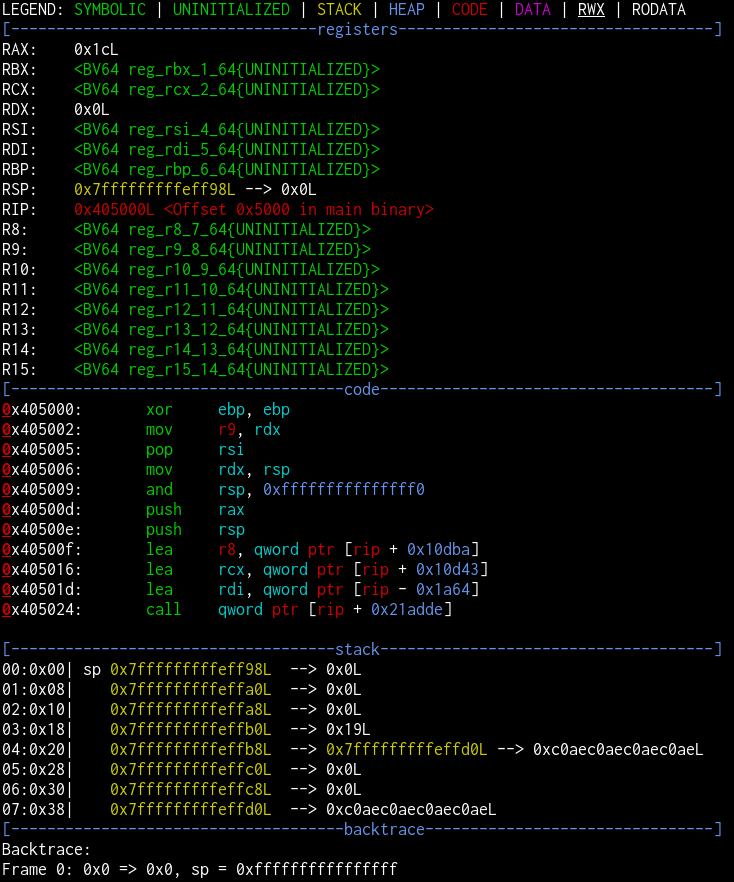 LEGEND: SYMBOLIC | UNINITIALIZED | STACK | HEAP | CODE | DATA | RWX | RODATA
[----------------------------------registers-----------------------------------]
RAX:    0x1cL
RBX:    <BV64 reg_rbx_1_64{UNINITIALIZED}>
RCX:    <BV64 reg_rcx_2_64{UNINITIALIZED}>
RDX:    0x0L
RSI:    <BV64 reg_rsi_4_64{UNINITIALIZED}>
RDI:    <BV64 reg_rdi_5_64{UNINITIALIZED}>
RBP:    <BV64 reg_rbp_6_64{UNINITIALIZED}>
RSP:    0x7fffffffffeff98L --> 0x0L
RIP:    0x405000L <Offset 0x5000 in main binary>
R8:     <BV64 reg_r8_7_64{UNINITIALIZED}>
R9:     <BV64 reg_r9_8_64{UNINITIALIZED}>
R10:    <BV64 reg_r10_9_64{UNINITIALIZED}>
R11:    <BV64 reg_r11_10_64{UNINITIALIZED}>
R12:    <BV64 reg_r12_11_64{UNINITIALIZED}>
R13:    <BV64 reg_r13_12_64{UNINITIALIZED}>
R14:    <BV64 reg_r14_13_64{UNINITIALIZED}>
R15:    <BV64 reg_r15_14_64{UNINITIALIZED}>
[-------------------------------------code-------------------------------------]
0x405000:       xor     ebp, ebp
0x405002:       mov     r9, rdx
0x405005:       pop     rsi
0x405006:       mov     rdx, rsp
0x405009:       and     rsp, 0xfffffffffffffff0
0x40500d:       push    rax
0x40500e:       push    rsp
0x40500f:       lea     r8, qword ptr [rip + 0x10dba]
0x405016:       lea     rcx, qword ptr [rip + 0x10d43]
0x40501d:       lea     rdi, qword ptr [rip - 0x1a64]
0x405024:       call    qword ptr [rip + 0x21adde]
[------------------------------------stack-------------------------------------]
00:0x00| sp 0x7fffffffffeff98L  --> 0x0L
01:0x08|    0x7fffffffffeffa0L  --> 0x0L
02:0x10|    0x7fffffffffeffa8L  --> 0x0L
03:0x18|    0x7fffffffffeffb0L  --> 0x19L
04:0x20|    0x7fffffffffeffb8L  --> 0x7fffffffffeffd0L --> 0xc0aec0aec0aec0aeL
05:0x28|    0x7fffffffffeffc0L  --> 0x0L
06:0x30|    0x7fffffffffeffc8L  --> 0x0L
07:0x38|    0x7fffffffffeffd0L  --> 0xc0aec0aec0aec0aeL
[-------------------------------------backtrace--------------------------------]
Backtrace:
Frame 0: 0x0 => 0x0, sp = 0xffffffffffffffff